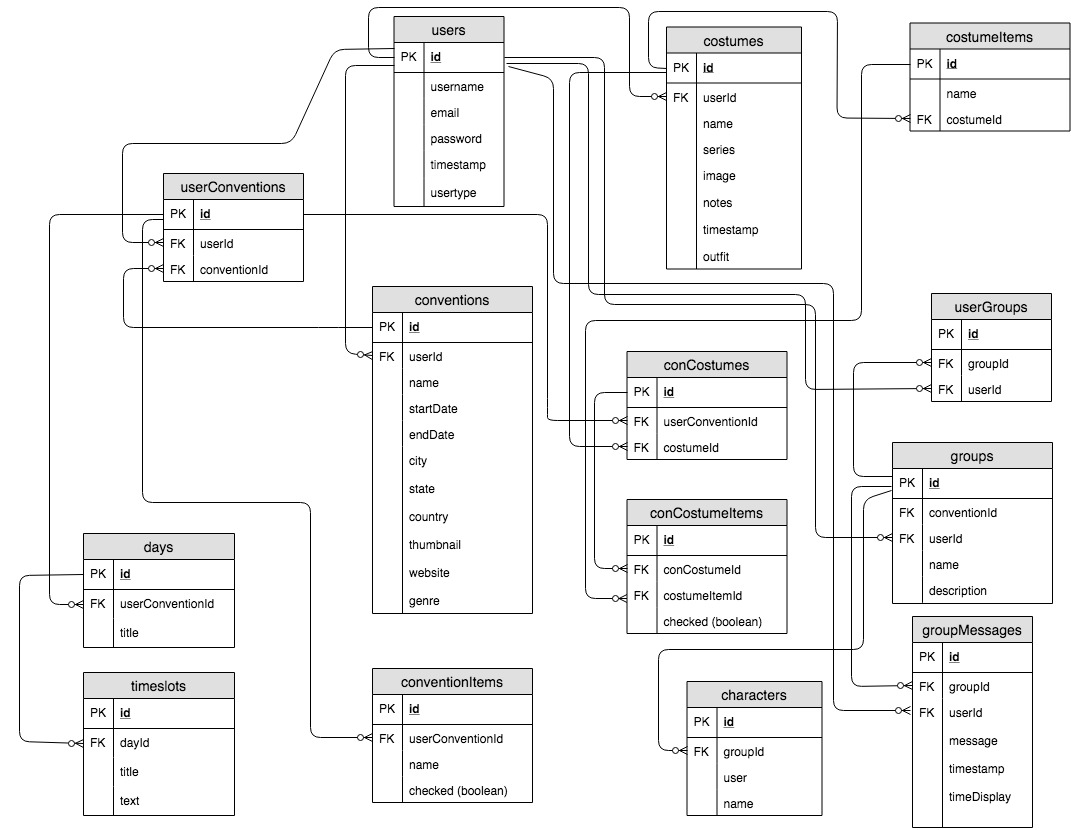 users
PK id
username
email
password
timestamp
usertype
costumes
PK id
FK userId
name
series
image
notes
timestamp
outfit
costumeItems
PK id
name
FK costumeId
userConventions
PK id
FK userId
FK conventionId
conventions
PK id
FK userId
name
startDate
endDate
city
state
country
thumbnail
website
genre
userGroups
PK id
FK groupId
FK userId
conCostumes
PK id
FK userConventionId
FK costumeId
groups
PK id
FK conventionId
FK userId
name
description
conCostumeItems
PK id
FK conCostumeId
FK costumeItemId
checked (boolean)
days
PK id
FK userConventionId
title
groupMessages
PK id
FK groupId
FK userId
message
timestamp
timeDisplay
timeslots
PK id
FK dayId
title
text
conventionItems
PK id
FK userConventionId
name
checked (boolean)
characters
PK id
FK groupId
user
name